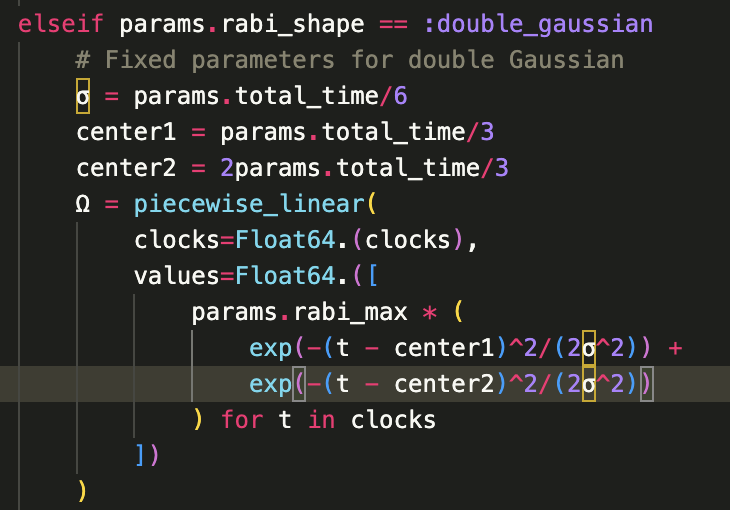 elseif params.rabi_shape == :double_gaussian
# Fixed parameters for double Gaussian
σ = params.total_time/6
center1 = params.total_time/3
center2 = 2params.total_time/3
Ω = piecewise_linear(
clocks=Float64.(clocks),
values=Float64.([
params.rabi_max * (
exp(-(t - center1)^2/(2σ^2)) +
exp(-(t - center2)^2/(2σ^2))
) for t in clocks
])
)